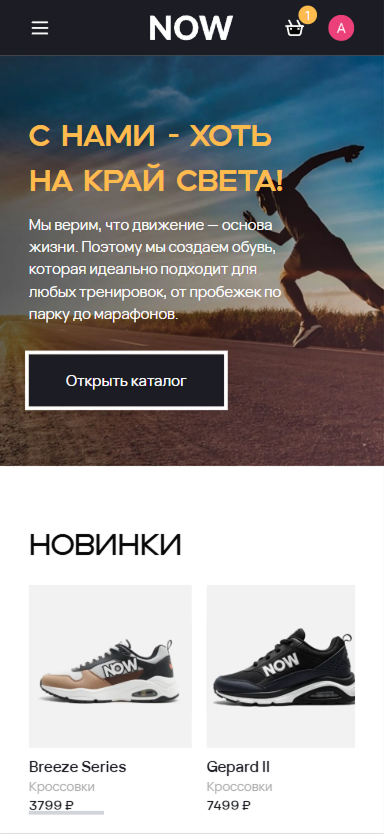 NOW
1
A
С НАМИ - ХОТЬ
НА КРАЙ СВЕТА!
Мы верим, что движение — основа
жизни. Поэтому мы создаем обувь,
которая идеально подходит для
любых тренировок, от пробежек по
парку до марафонов.
Открыть каталог
НОВИНКИ
NOW
NOW
Breeze Series
Gepard II
Кроссовки
Кроссовки
3799 ₽
7499 ₽